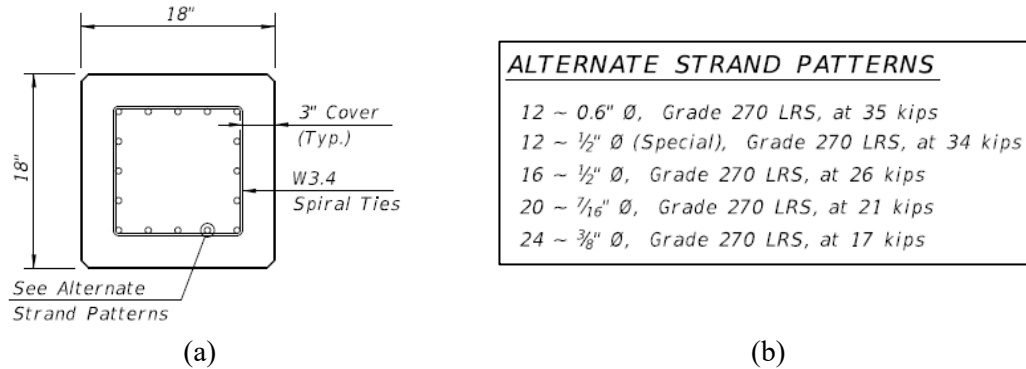 18"
18"
3" Cover
(Typ.)
W3.4
Spiral Ties
See Alternate
Strand Patterns
(a)
ALTERNATE STRAND PATTERNS
12 ~ 0.6" Ø, Grade 270 LRS, at 35 kips
12 ~ ½" Ø (Special), Grade 270 LRS, at 34 kips
16 ~ ½" Ø, Grade 270 LRS, at 26 kips
20 ~ 7/16" Ø, Grade 270 LRS, at 21 kips
24 ~ ⅜" Ø, Grade 270 LRS, at 17 kips
(b)